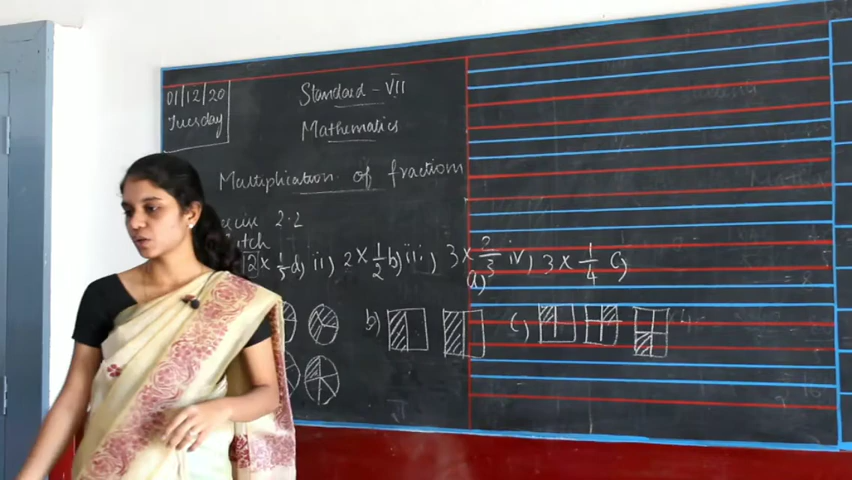 01/12/20
Tuesday
Standard - VII
Mathematics
Multiplication of fractions
2.2
2 × 1/5 d) ii) 2 × 1/2 b) iii) 3 × 2/3 a) iv) 3 × 1/4 c)
b) c)